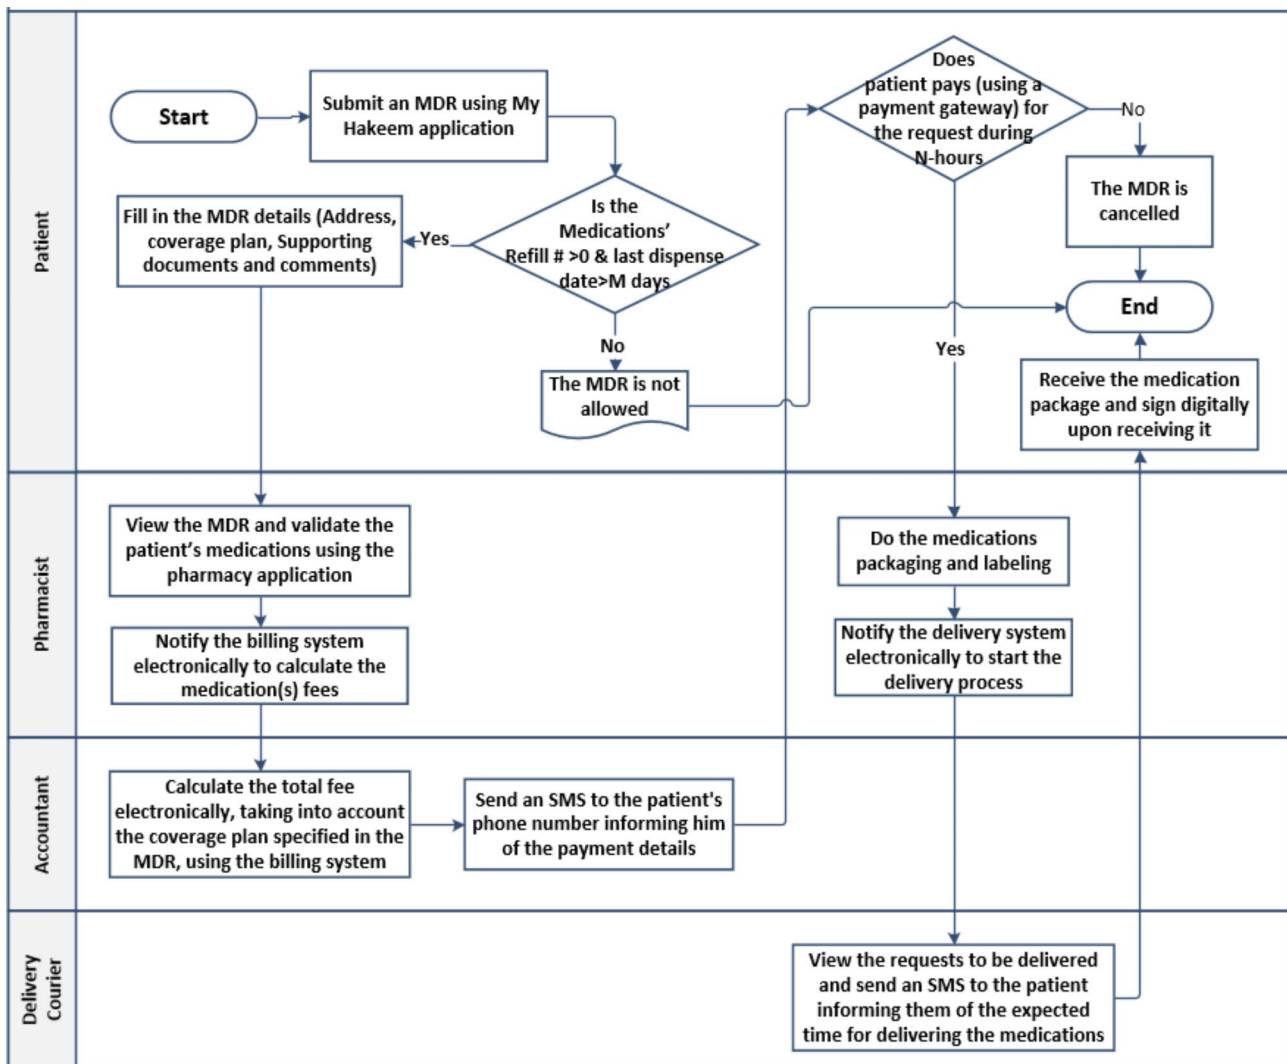 Patient
Start
Submit an MDR using My
Hakeem application
Is the
Medications’
Refill # >0 & last dispense
date>M days
Yes
Fill in the MDR details (Address,
coverage plan, Supporting
documents and comments)
No
The MDR is not
allowed
Does
patient pays (using a
payment gateway) for
the request during
N-hours
No
The MDR is
cancelled
End
Yes
Receive the medication
package and sign digitally
upon receiving it
Pharmacist
View the MDR and validate the
patient’s medications using the
pharmacy application
Notify the billing system
electronically to calculate the
medication(s) fees
Do the medications
packaging and labeling
Notify the delivery system
electronically to start the
delivery process
Accountant
Calculate the total fee
electronically, taking into account
the coverage plan specified in the
MDR, using the billing system
Send an SMS to the patient's
phone number informing him
of the payment details
Delivery
Courier
View the requests to be delivered
and send an SMS to the patient
informing them of the expected
time for delivering the medications